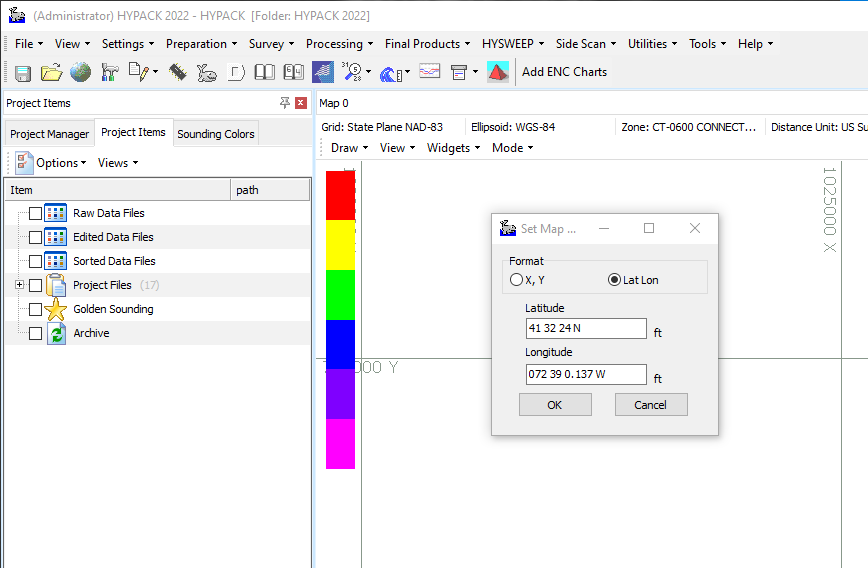 (Administrator) HYPACK 2022 - HYPACK [Folder: HYPACK 2022]
File View Settings Preparation Survey Processing Final Products HYSWEEP Side Scan Utilities Tools Help
Add ENC Charts
Project Items
Project Manager Project Items Sounding Colors
Options Views
Item path
Raw Data Files
Edited Data Files
Sorted Data Files
Project Files (17)
Golden Sounding
Archive
Map 0
Grid: State Plane NAD-83 Ellipsoid: WGS-84 Zone: CT-0600 CONNECT... Distance Unit: US Su
Draw View Widgets Mode
1025000 X
000 Y
Set Map ...
Format
X, Y Lat Lon
Latitude
41 32 24 N ft
Longitude
072 39 0.137 W ft
OK Cancel